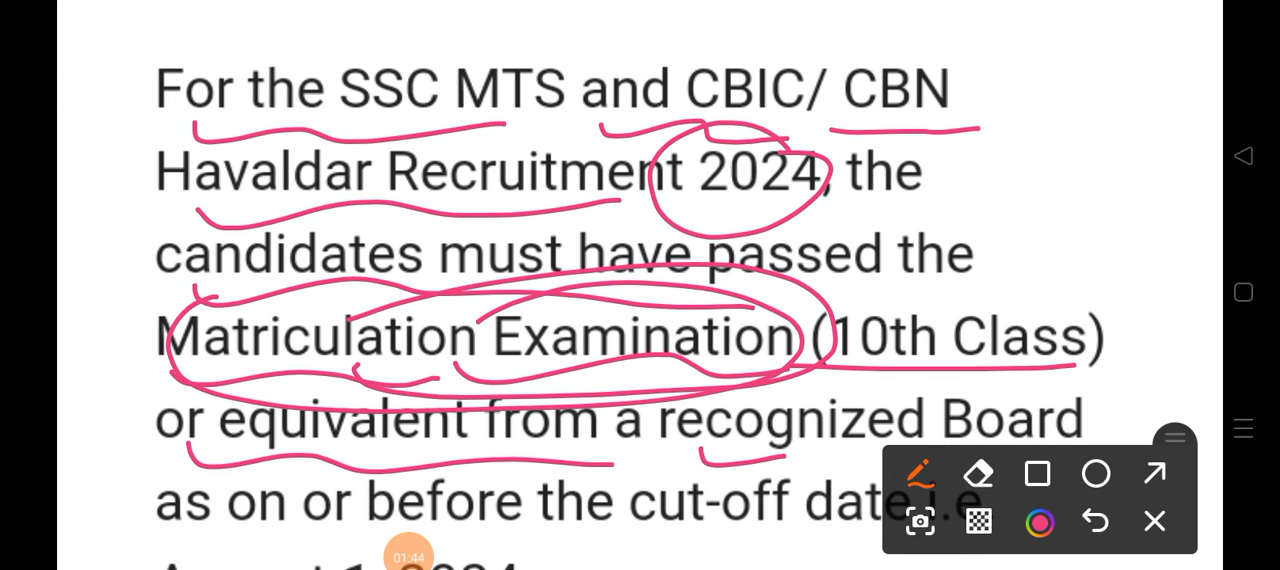 For the SSC MTS and CBIC/ CBN
Havaldar Recruitment 2024, the
candidates must have passed the
Matriculation Examination (10th Class)
or equivalent from a recognized Board
as on or before the cut-off date i.e
01:44